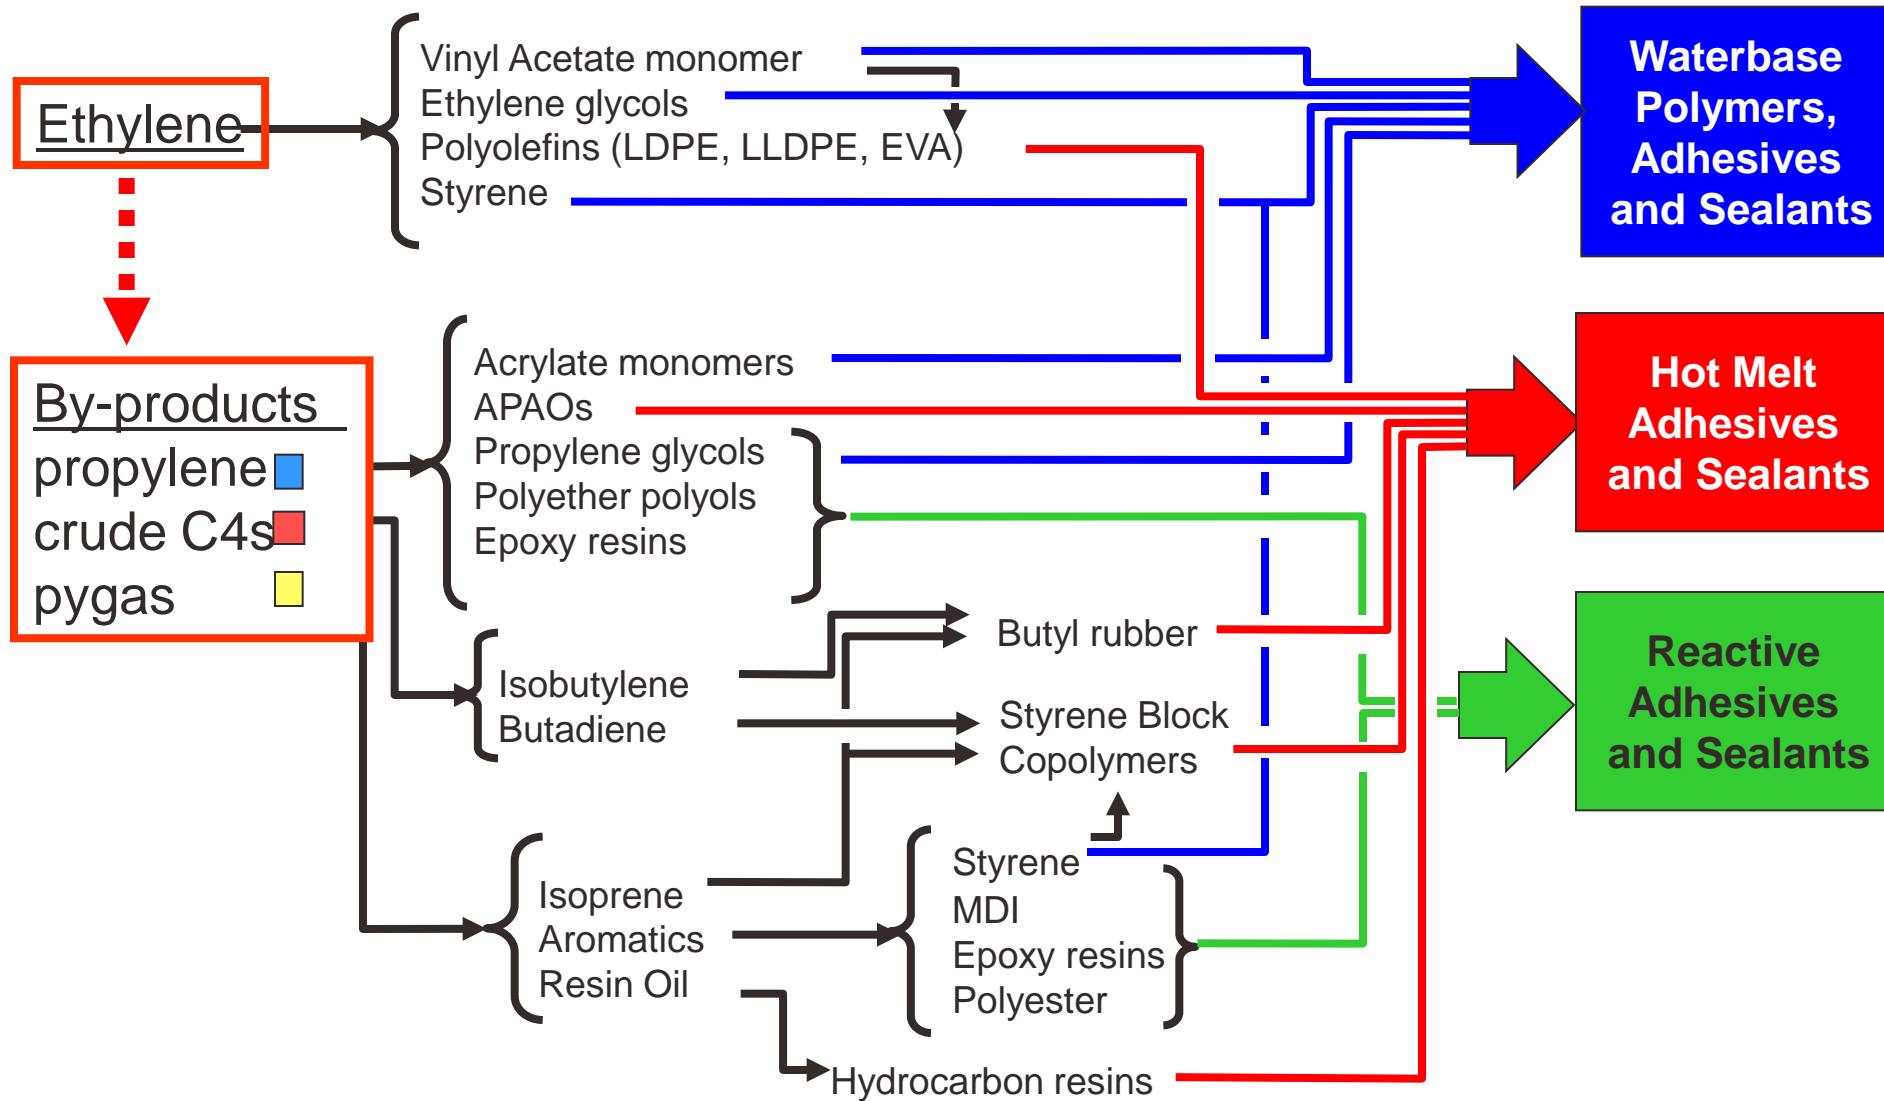 Ethylene
Vinyl Acetate monomer
Ethylene glycols
Polyolefins (LDPE, LLDPE, EVA)
Styrene
Waterbase
Polymers,
Adhesives
and Sealants
By-products
propylene
crude C4s
pygas
Acrylate monomers
APAOs
Propylene glycols
Polyether polyols
Epoxy resins
Hot Melt
Adhesives
and Sealants
Isobutylene
Butadiene
Butyl rubber
Styrene Block
Copolymers
Reactive
Adhesives
and Sealants
Isoprene
Aromatics
Resin Oil
Styrene
MDI
Epoxy resins
Polyester
Hydrocarbon resins